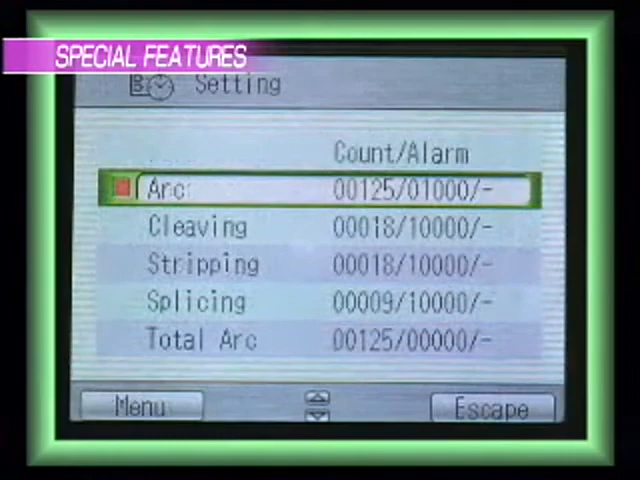 SPECIAL FEATURES
Setting
Count/Alarm
Arc 00125/01000/-
Cleaving 00018/10000/-
Stripping 00018/10000/-
Splicing 00009/10000/-
Total Arc 00125/00000/-
Menu Escape